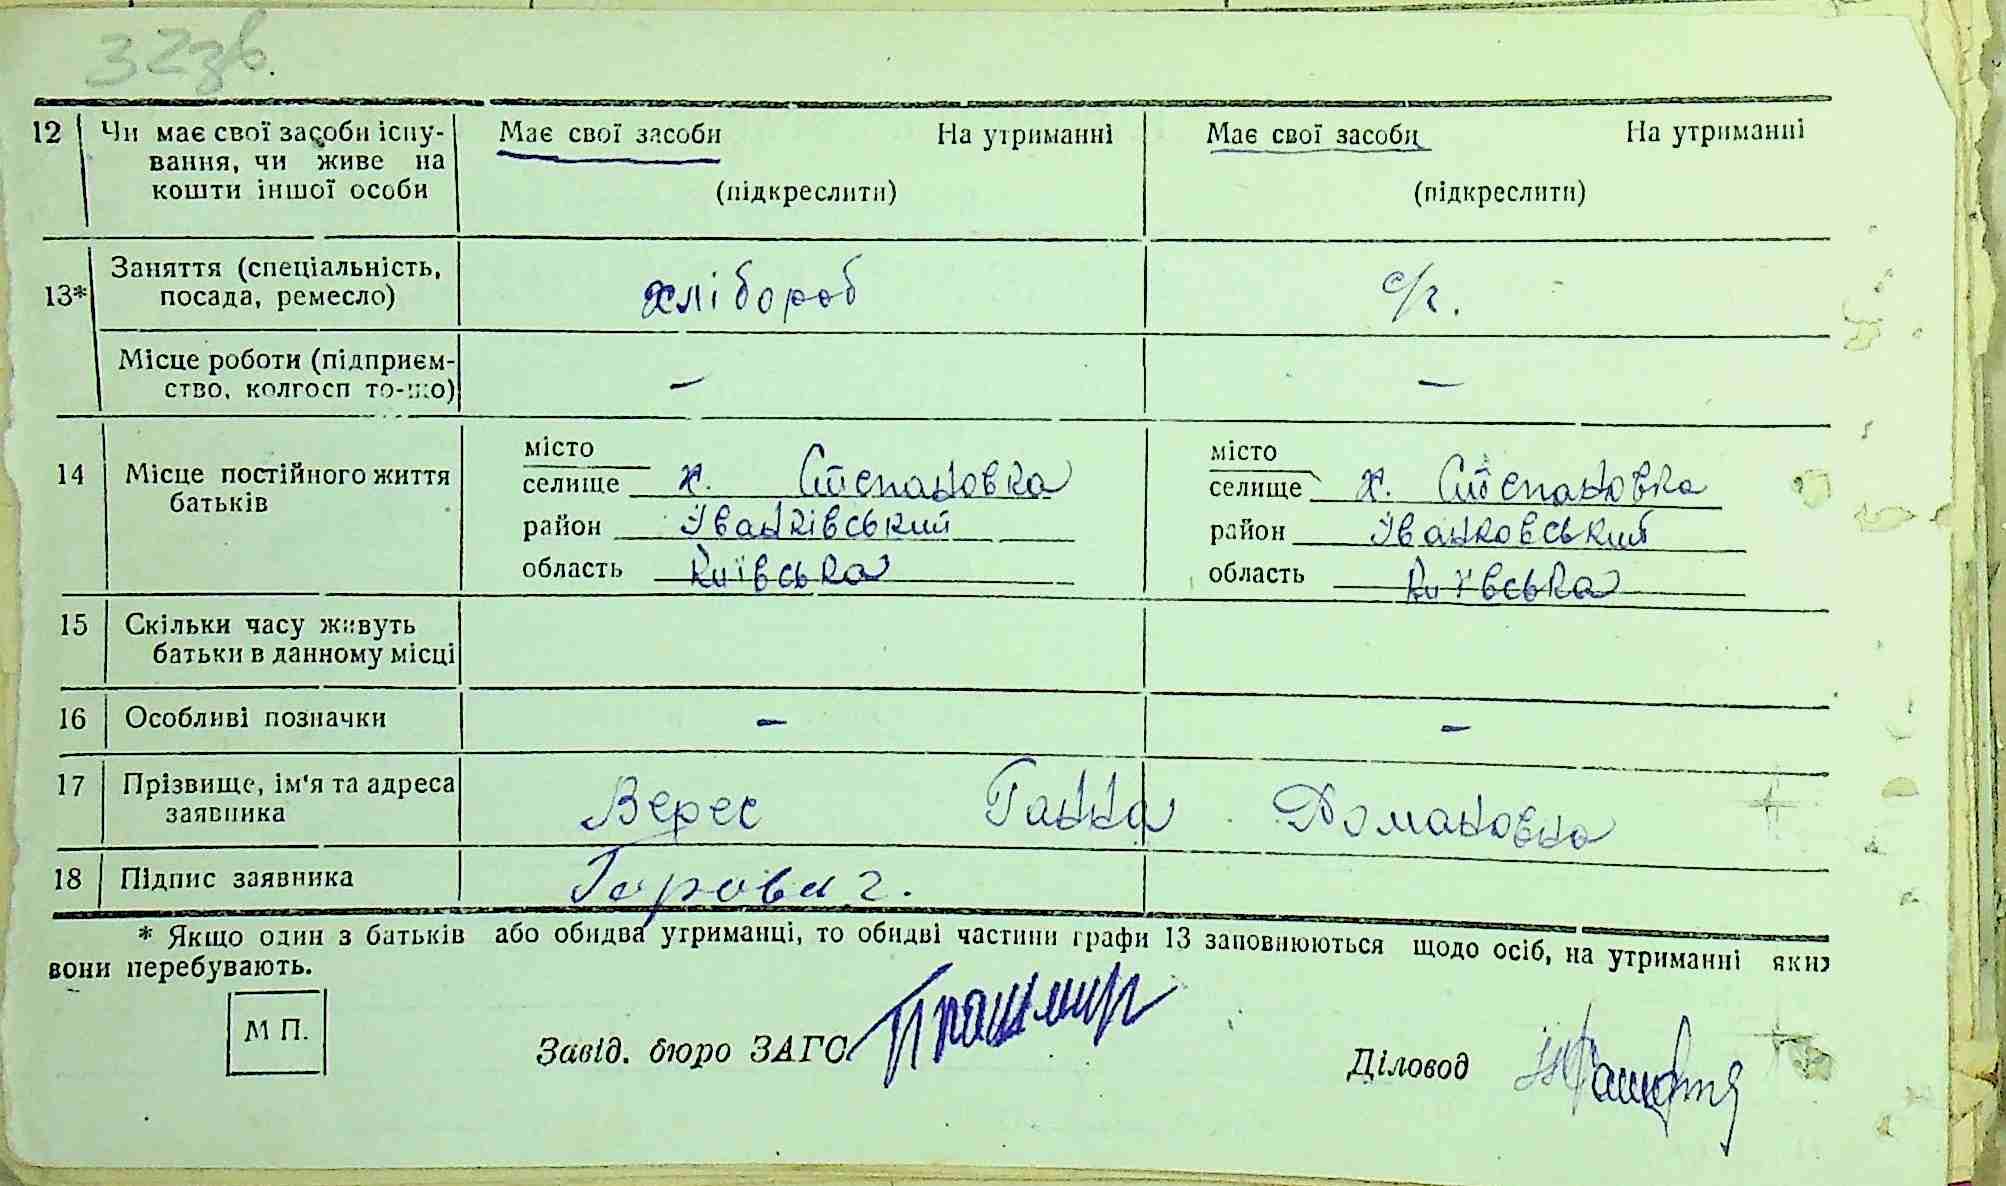 32зв.
12 Чи має свої засоби існу-
вання, чи живе на
кошти іншої особи
Має свої засоби На утриманні
(підкреслити)
Має свої засоби На утриманні
(підкреслити)
13* Заняття (спеціальність,
посада, ремесло)
хлібороб
с/г.
Місце роботи (підприєм-
ство, колгосп то-що)
–
–
14 Місце постійного життя
батьків
місто
селище х. Степановка
район Іванківський
область Київська
місто
селище х. Степановка
район Іванковський
область Київська
15 Скільки часу живуть
батьки в данному місці
16 Особливі позначки
–
–
17 Прізвище, ім'я та адреса
заявника
Верес Ганна Домановна
18 Підпис заявника
* Якщо один з батьків або обидва утриманці, то обидві частини графи 13 заповнюються щодо осіб, на утриманні яких
вони перебувають.
М П.
Завід. бюро ЗАГС
Діловод